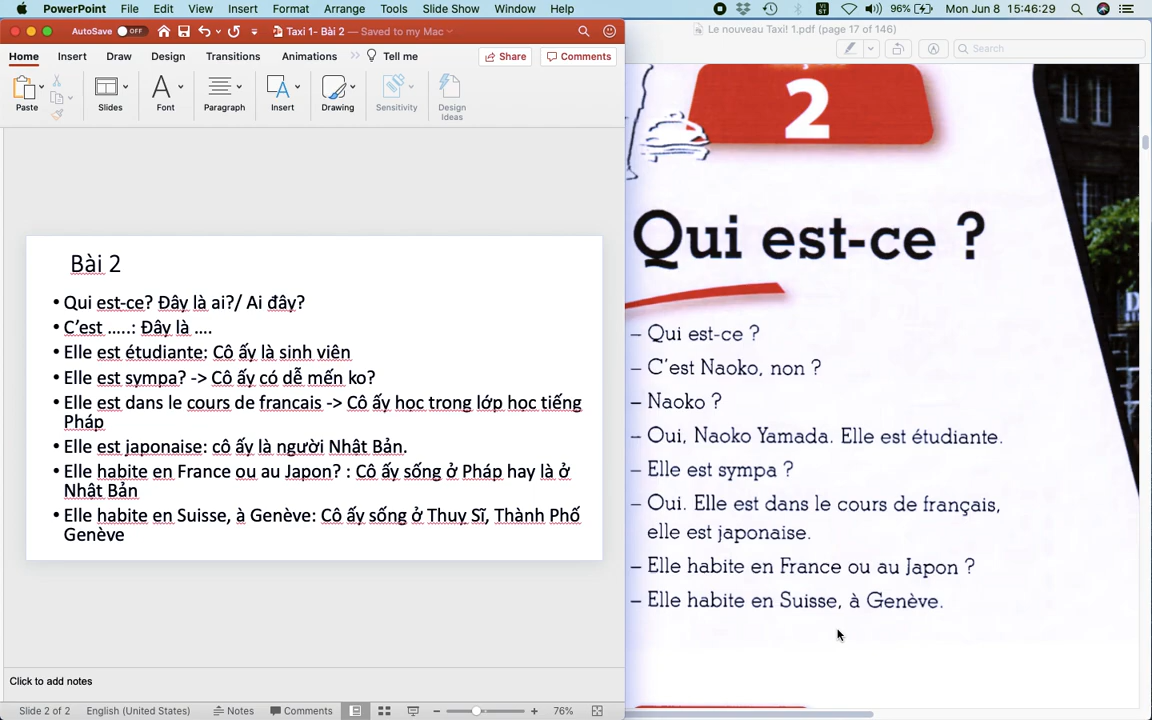 PowerPoint File Edit View Insert Format Arrange Tools Slide Show Window Help VI ST 96% Mon Jun 8 15:46:29
AutoSave OFF Taxi 1- Bài 2 — Saved to my Mac
Le nouveau Taxi! 1.pdf (page 17 of 146)
Home Insert Draw Design Transitions Animations Tell me Share Comments
Search
Paste Slides Font Paragraph Insert Drawing Sensitivity Design
Ideas
Bài 2
• Qui est-ce? Đây là ai?/ Ai đây?
• C’est .....: Đây là ....
• Elle est étudiante: Cô ấy là sinh viên
• Elle est sympa? -> Cô ấy có dễ mến ko?
• Elle est dans le cours de francais -> Cô ấy học trong lớp học tiếng
Pháp
• Elle est japonaise: cô ấy là người Nhật Bản.
• Elle habite en France ou au Japon? : Cô ấy sống ở Pháp hay là ở
Nhật Bản
• Elle habite en Suisse, à Genève: Cô ấy sống ở Thuỵ Sĩ, Thành Phố
Genève
2
Qui est-ce ?
– Qui est-ce ?
– C'est Naoko, non ?
– Naoko ?
– Oui, Naoko Yamada. Elle est étudiante.
– Elle est sympa ?
– Oui. Elle est dans le cours de français,
elle est japonaise.
– Elle habite en France ou au Japon ?
– Elle habite en Suisse, à Genève.
Click to add notes
Slide 2 of 2 English (United States) Notes Comments 76%